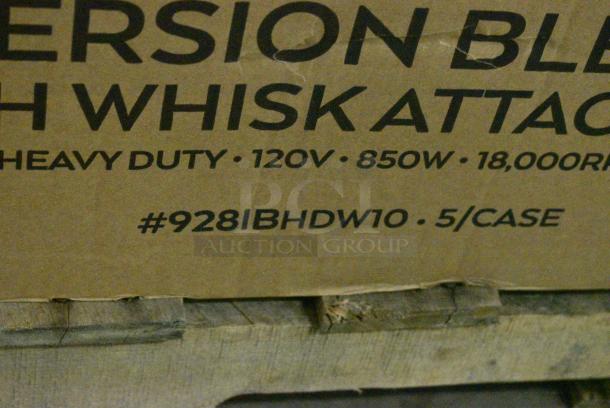 ERSION BLE
H WHISK ATTAC
HEAVY DUTY • 120V • 850W • 18,000R
PCI
AUCTION GROUP
#928IBHDW10 • 5/CASE